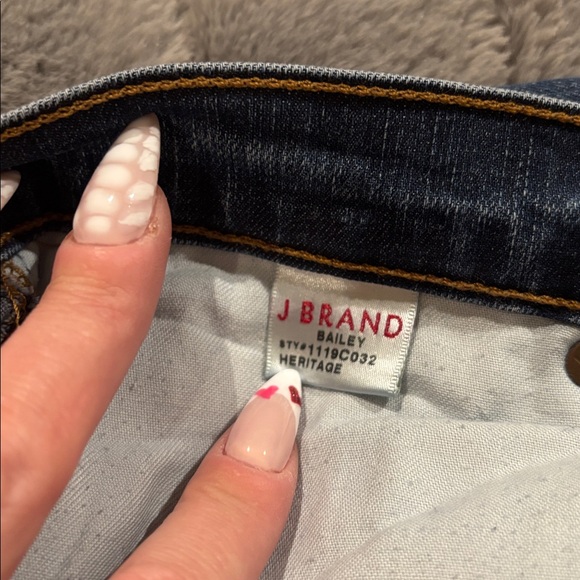 J BRAND
BAILEY
STY#1119C032
HERITAGE